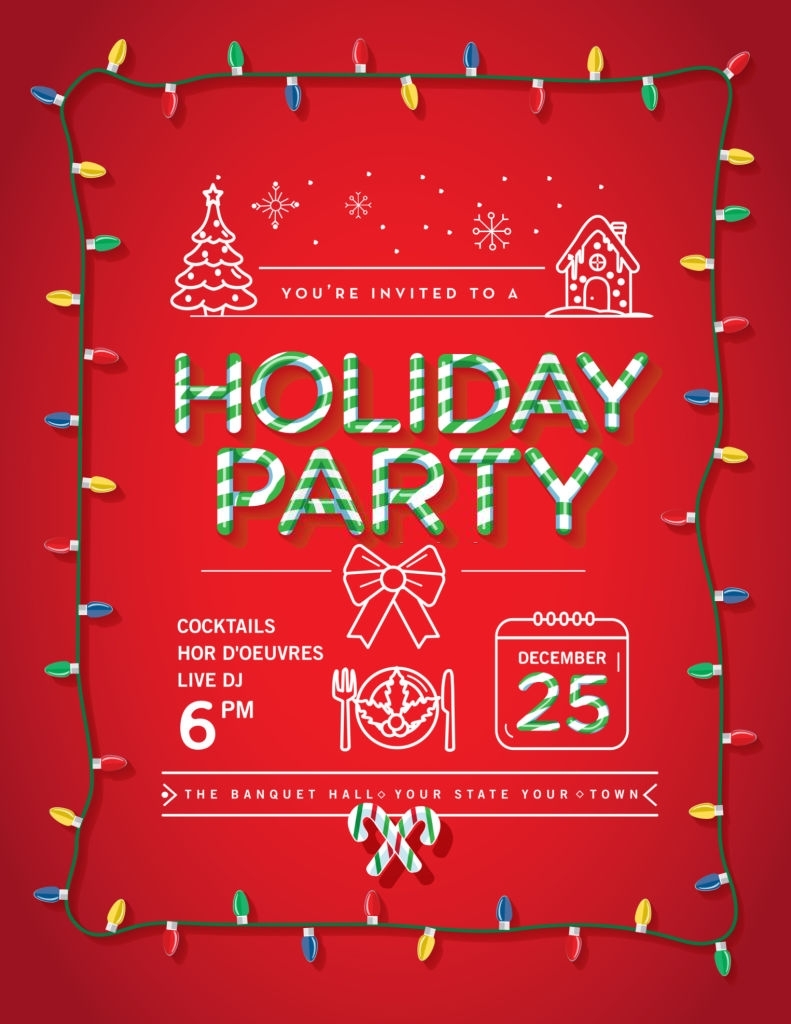 YOU'RE INVITED TO A
HOLIDAY
PARTY
COCKTAILS
HOR D'OEUVRES
LIVE DJ
6 PM
DECEMBER
25
THE BANQUET HALL◇YOUR STATE YOUR◇TOWN